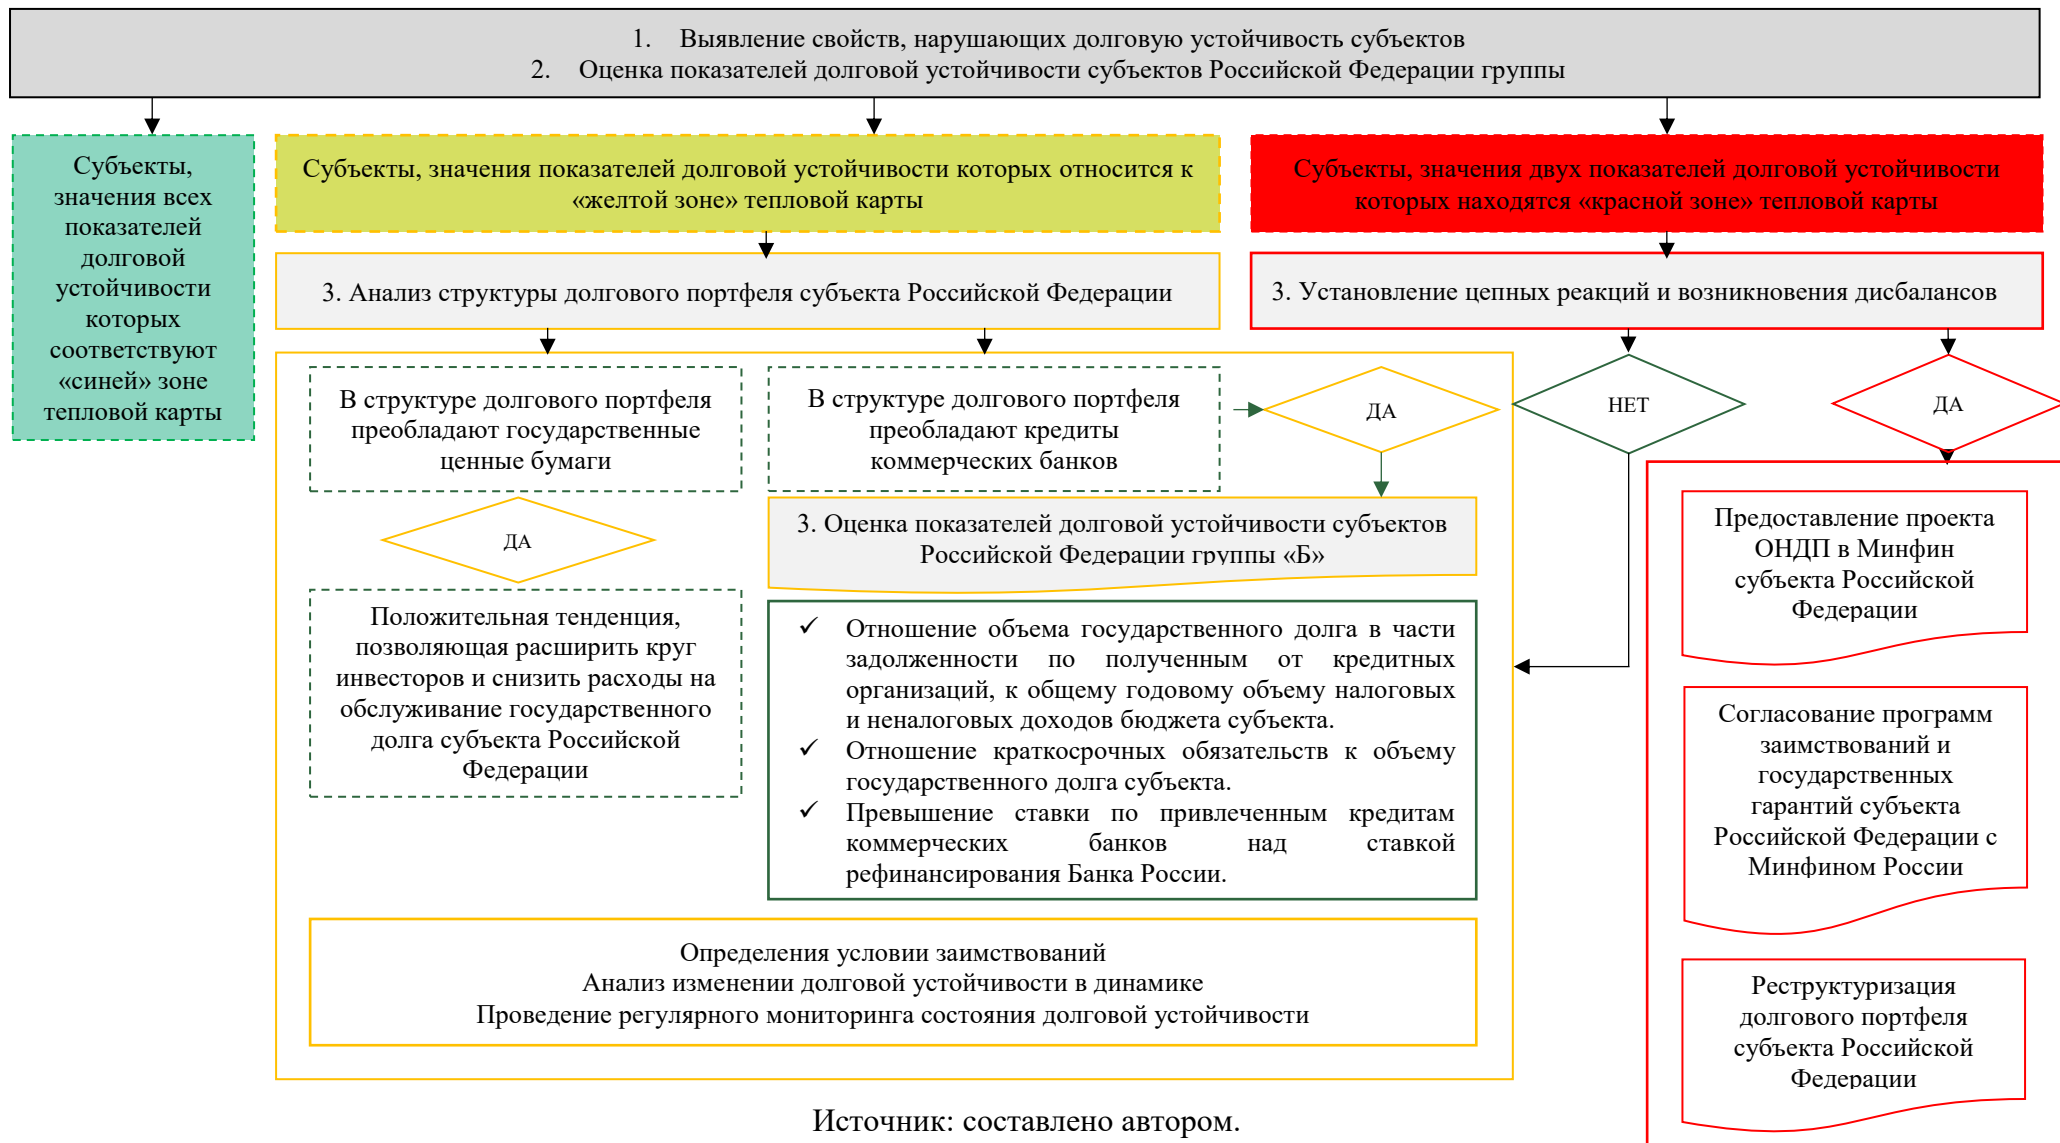 1. Выявление свойств, нарушающих долговую устойчивость субъектов
2. Оценка показателей долговой устойчивости субъектов Российской Федерации группы
Субъекты,
значения всех
показателей
долговой
устойчивости
которых
соответствуют
«синей» зоне
тепловой карты
Субъекты, значения показателей долговой устойчивости которых относится к
«желтой зоне» тепловой карты
Субъекты, значения двух показателей долговой устойчивости
которых находятся «красной зоне» тепловой карты
3. Анализ структуры долгового портфеля субъекта Российской Федерации
3. Установление цепных реакций и возникновения дисбалансов
В структуре долгового портфеля
преобладают государственные
ценные бумаги
В структуре долгового портфеля
преобладают кредиты
коммерческих банков
ДА
НЕТ
ДА
ДА
3. Оценка показателей долговой устойчивости субъектов
Российской Федерации группы «Б»
Положительная тенденция,
позволяющая расширить круг
инвесторов и снизить расходы на
обслуживание государственного
долга субъекта Российской
Федерации
✓ Отношение объема государственного долга в части
задолженности по полученным от кредитных
организаций, к общему годовому объему налоговых
и неналоговых доходов бюджета субъекта.
✓ Отношение краткосрочных обязательств к объему
государственного долга субъекта.
✓ Превышение ставки по привлеченным кредитам
коммерческих банков над ставкой
рефинансирования Банка России.
Определения условии заимствований
Анализ изменении долговой устойчивости в динамике
Проведение регулярного мониторинга состояния долговой устойчивости
Предоставление проекта
ОНДП в Минфин
субъекта Российской
Федерации
Согласование программ
заимствований и
государственных
гарантий субъекта
Российской Федерации с
Минфином России
Реструктуризация
долгового портфеля
субъекта Российской
Федерации
Источник: составлено автором.